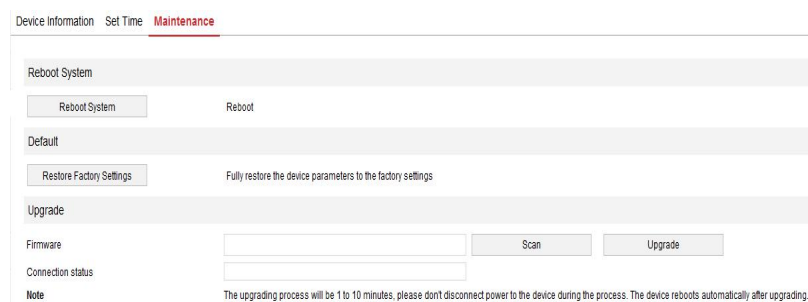 Device Information Set Time Maintenance
Reboot System
Reboot System Reboot
Default
Restore Factory Settings Fully restore the device parameters to the factory settings
Upgrade
Firmware Scan Upgrade
Connection status
Note The upgrading process will be 1 to 10 minutes, please don't disconnect power to the device during the process. The device reboots automatically after upgrading.